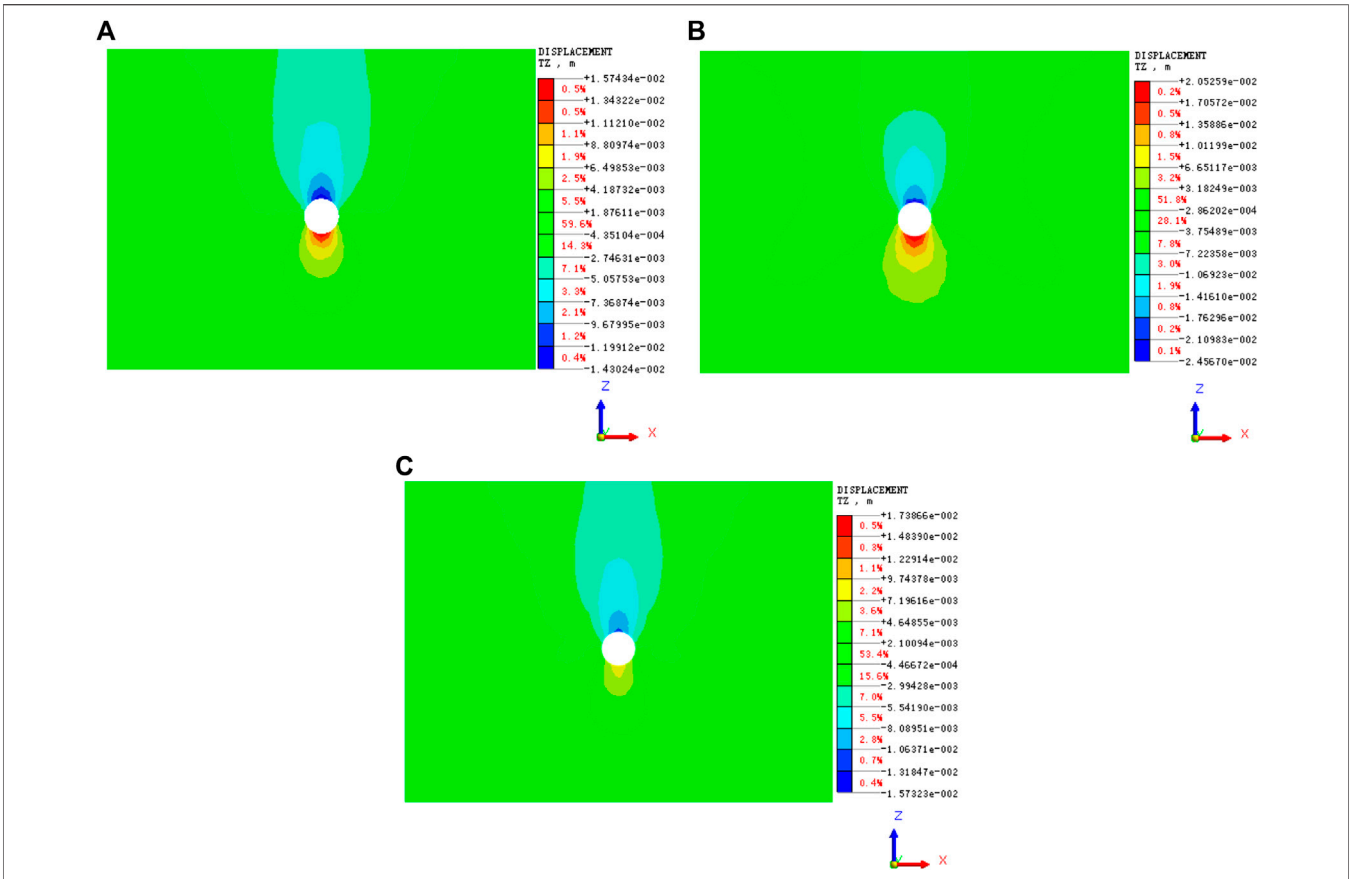 A
DISPLACEMENT
TZ , m
+1.57434e-002
0.5%
+1.34322e-002
0.5%
+1.11210e-002
1.1%
+8.80974e-003
1.9%
+6.49853e-003
2.5%
+4.18732e-003
5.5%
+1.87611e-003
59.6%
-4.35104e-004
14.3%
-2.74631e-003
7.1%
-5.05753e-003
3.3%
-7.36874e-003
2.1%
-9.67995e-003
1.2%
-1.19912e-002
0.4%
-1.43024e-002
Z
Y
X
B
DISPLACEMENT
TZ , m
+2.05259e-002
0.2%
+1.70572e-002
0.5%
+1.35886e-002
0.8%
+1.01199e-002
1.5%
+6.65117e-003
3.2%
+3.18249e-003
51.8%
-2.86202e-004
28.1%
-3.75489e-003
7.8%
-7.22358e-003
3.0%
-1.06923e-002
1.9%
-1.41610e-002
0.8%
-1.76296e-002
0.2%
-2.10983e-002
0.1%
-2.45670e-002
Z
Y
X
C
DISPLACEMENT
TZ , m
+1.73866e-002
0.5%
+1.48390e-002
0.3%
+1.22914e-002
1.1%
+9.74378e-003
2.2%
+7.19616e-003
3.6%
+4.64855e-003
7.1%
+2.10094e-003
53.4%
-4.46672e-004
15.6%
-2.99428e-003
7.0%
-5.54190e-003
5.5%
-8.08951e-003
2.8%
-1.06371e-002
0.7%
-1.31847e-002
0.4%
-1.57323e-002
Z
Y
X